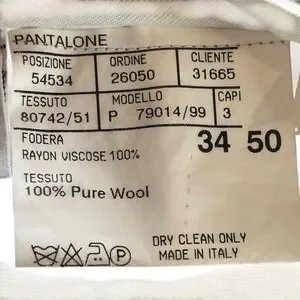 PANTALONE
POSIZIONE ORDINE CLIENTE
54534 26050 31665
TESSUTO MODELLO CAPI
80742/51 P 79014/99 3
FODERA 34 50
RAYON VISCOSE 100%
TESSUTO
100% Pure Wool
DRY CLEAN ONLY
MADE IN ITALY